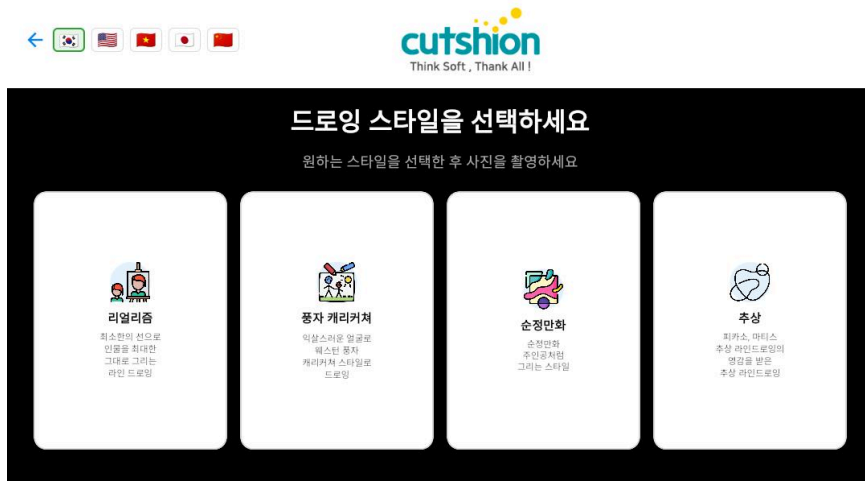 cutshion
Think Soft , Thank All !
드로잉 스타일을 선택하세요
원하는 스타일을 선택한 후 사진을 촬영하세요
리얼리즘
최소한의 선으로
인물을 최대한
그대로 그리는
라인 드로잉
풍자 캐리커쳐
익살스러운 얼굴로
웨스턴 풍자
캐리커쳐 스타일로
드로잉
순정만화
순정만화
주인공처럼
그리는 스타일
추상
피카소, 마티스
추상 라인드로잉의
영감을 받은
추상 라인드로잉